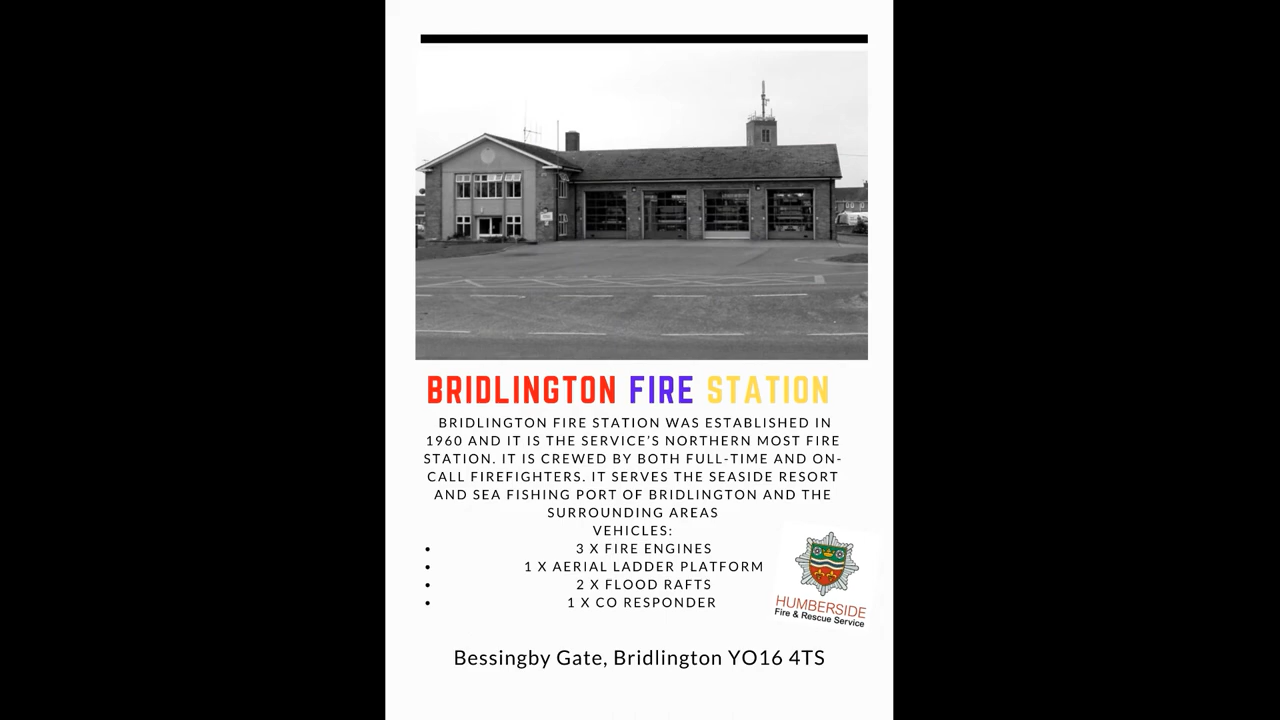 BRIDLINGTON FIRE STATION
BRIDLINGTON FIRE STATION WAS ESTABLISHED IN
1960 AND IT IS THE SERVICE'S NORTHERN MOST FIRE
STATION. IT IS CREWED BY BOTH FULL-TIME AND ON-
CALL FIREFIGHTERS. IT SERVES THE SEASIDE RESORT
AND SEA FISHING PORT OF BRIDLINGTON AND THE
SURROUNDING AREAS
VEHICLES:
• 3 X FIRE ENGINES
• 1 X AERIAL LADDER PLATFORM
• 2 X FLOOD RAFTS
• 1 X CO RESPONDER
HUMBERSIDE
Fire & Rescue Service
Bessingby Gate, Bridlington YO16 4TS